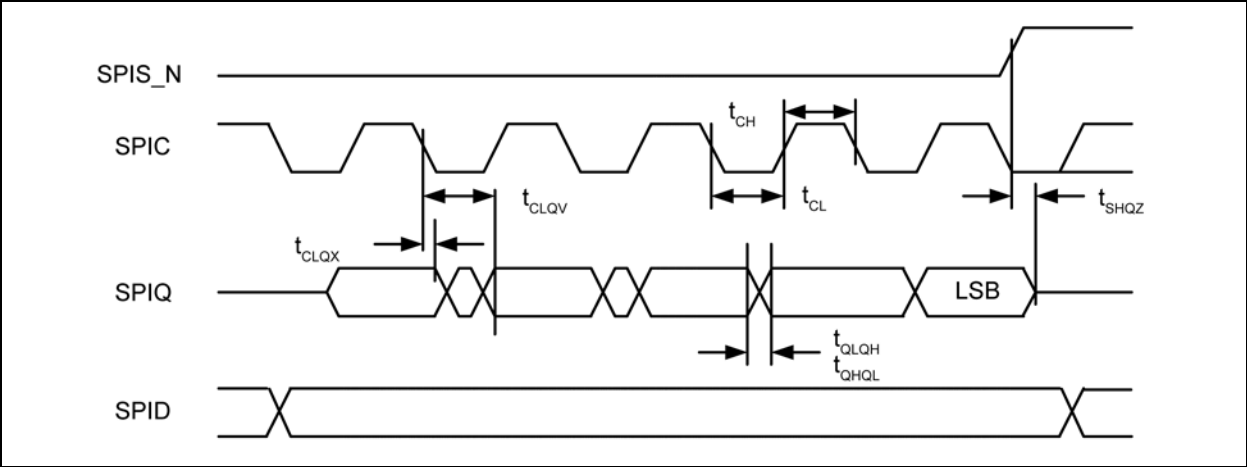 SPIS_N
t_CH
SPIC
t_CLQV
t_CL
t_SHQZ
t_CLQX
SPIQ
LSB
t_QLQH
t_QHQL
SPID